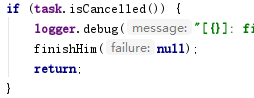 if (task.isCancelled()) {
logger.debug( message: "[{}]: fi
finishHim( failure: null);
return;
}